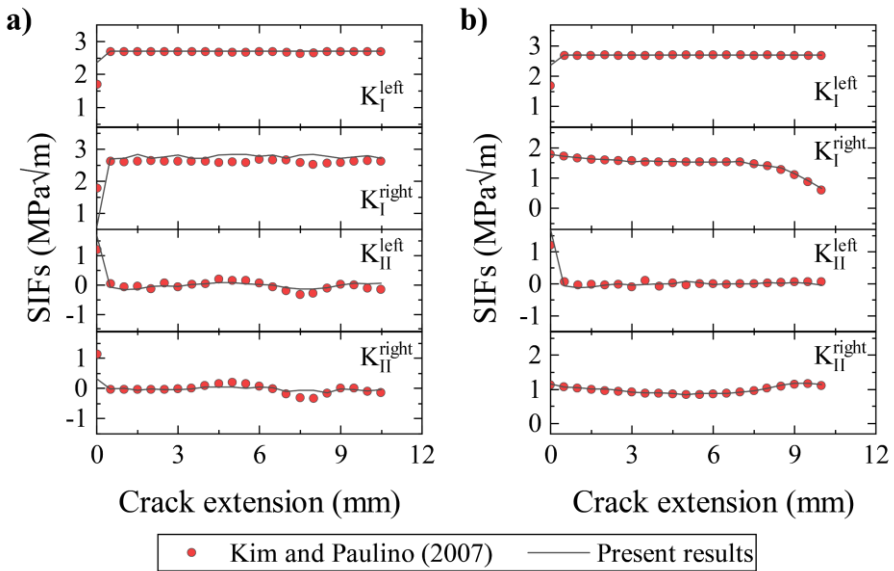 a)
b)
SIFs (MPa√m)
3
2
1
K_I^left
3
2
1
K_I^right
1
0
-1
K_II^left
1
0
-1
K_II^right
0 3 6 9 12
Crack extension (mm)
3
2
1
K_I^left
2
1
0
K_I^right
1
0
-1
K_II^left
2
1
0
K_II^right
0 3 6 9 12
Crack extension (mm)
Kim and Paulino (2007) Present results